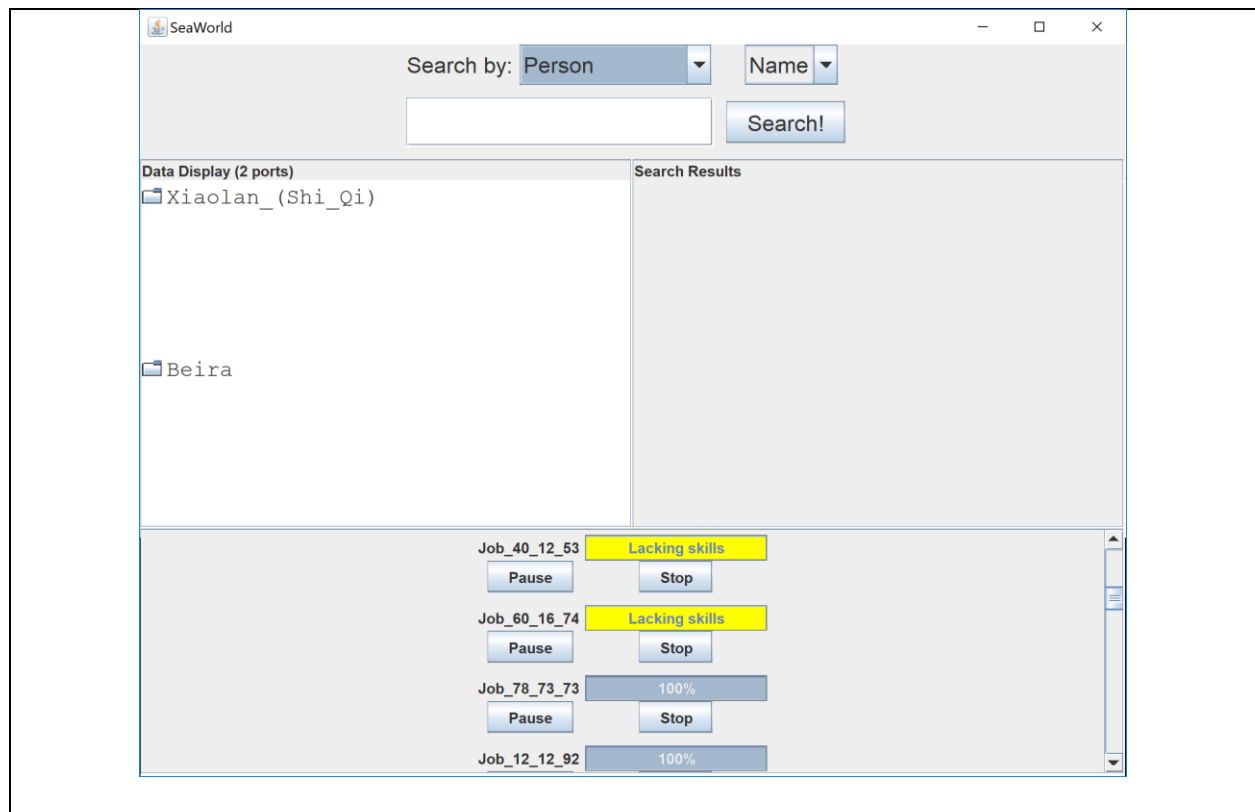 SeaWorld
Search by: Person Name
Search!
Data Display (2 ports)
Search Results
Xiaolan_(Shi_Qi)
Beira
Job_40_12_53 Lacking skills
Pause Stop
Job_60_16_74 Lacking skills
Pause Stop
Job_78_73_73 100%
Pause Stop
Job_12_12_92 100%